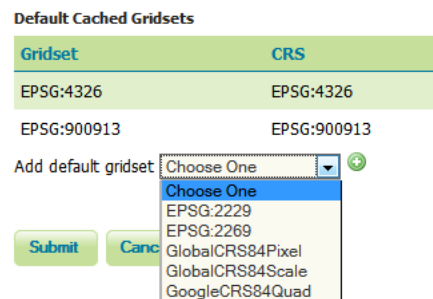 Default Cached Gridsets
Gridset CRS
EPSG:4326 EPSG:4326
EPSG:900913 EPSG:900913
Add default gridset Choose One
Choose One
EPSG:2229
EPSG:2269
GlobalCRS84Pixel
GlobalCRS84Scale
GoogleCRS84Quad
Submit Canc